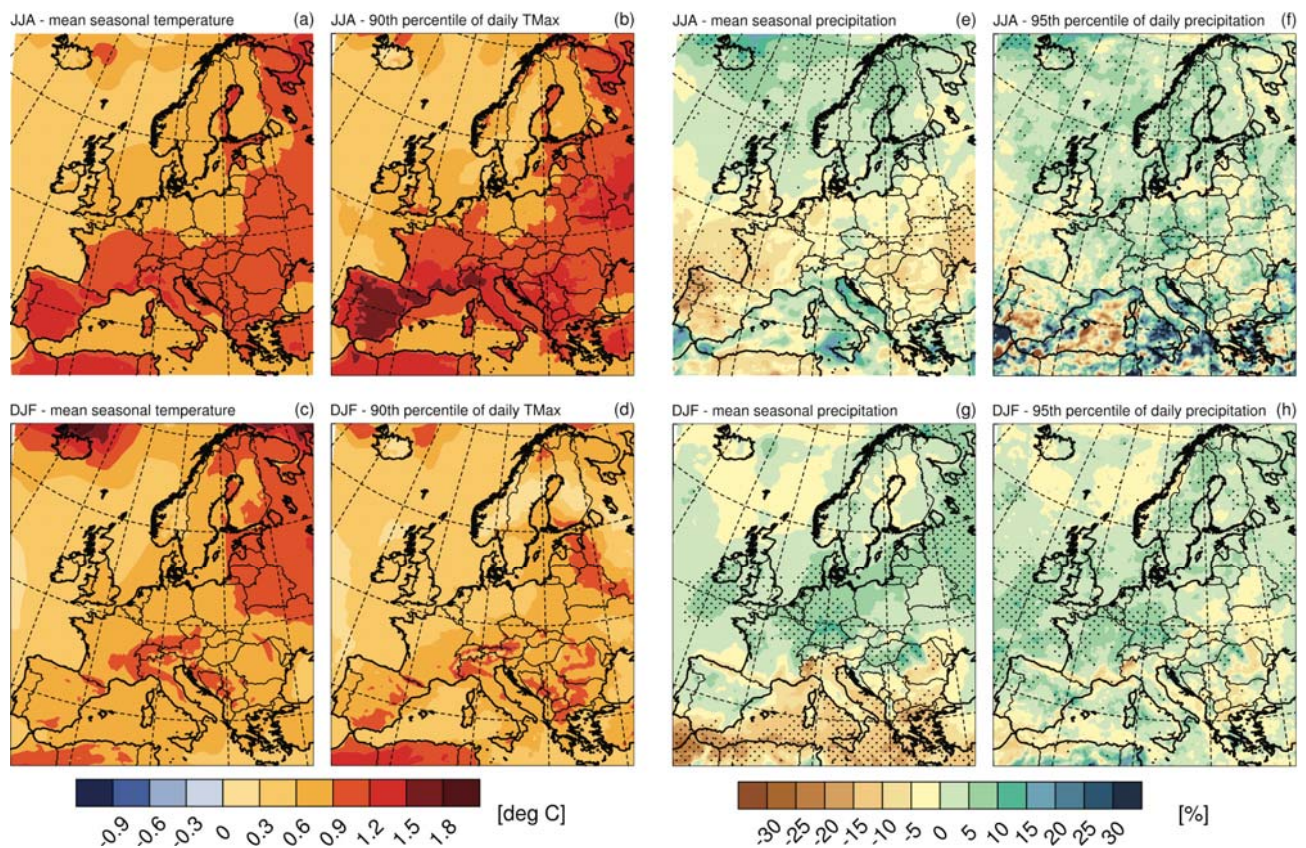 JJA - mean seasonal temperature (a)
JJA - 90th percentile of daily TMax (b)
JJA - mean seasonal precipitation (e)
JJA - 95th percentile of daily precipitation (f)
DJF - mean seasonal temperature (c)
DJF - 90th percentile of daily TMax (d)
DJF - mean seasonal precipitation (g)
DJF - 95th percentile of daily precipitation (h)
-0.9 -0.6 -0.3 0 0.3 0.6 0.9 1.2 1.5 1.8 [deg C]
-30 -25 -20 -15 -10 -5 0 5 10 15 20 25 30 [%]